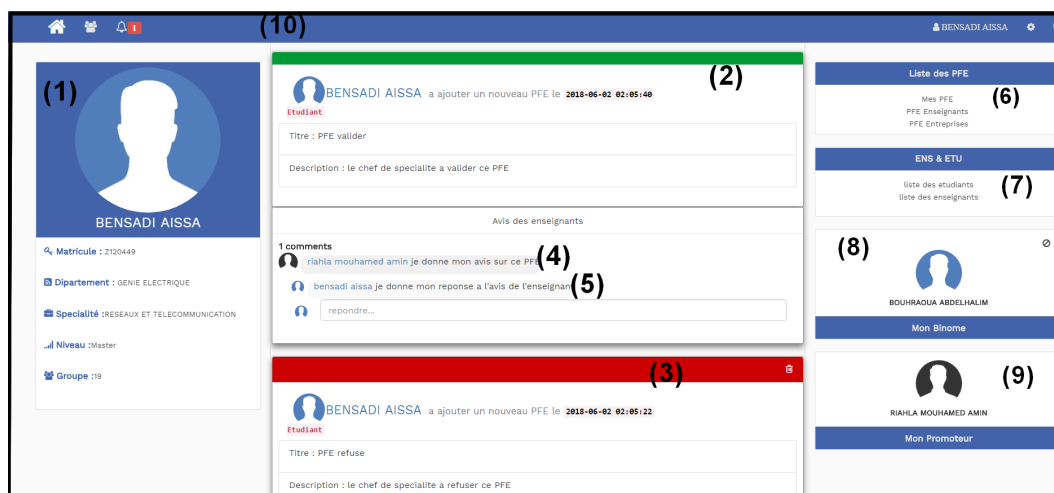 1
(10)
BENSADI AISSA
(1)
BENSADI AISSA
Matricule : Z120449
Dipartement : GENIE ELECTRIQUE
Specialité :RESEAUX ET TELECOMMUNICATION
Niveau :Master
Groupe :19
(2)
BENSADI AISSA a ajouter un nouveau PFE le 2018-06-02 02:05:40
Etudiant
Titre : PFE valider
Description : le chef de specialite a valider ce PFE
Avis des enseignants
1 comments
riahla mouhamed amin je donne mon avis sur ce PFE
(4)
bensadi aissa je donne mon reponse a l'avis de l'enseignant
(5)
repondre...
(3)
BENSADI AISSA a ajouter un nouveau PFE le 2018-06-02 02:05:22
Etudiant
Titre : PFE refuse
Description : le chef de specialite a refuser ce PFE
Liste des PFE
(6)
Mes PFE
PFE Enseignants
PFE Entreprises
ENS & ETU
(7)
liste des etudiants
liste des enseignants
(8)
BOUHRAOUA ABDELHALIM
Mon Binome
(9)
RIAHLA MOUHAMED AMIN
Mon Promoteur